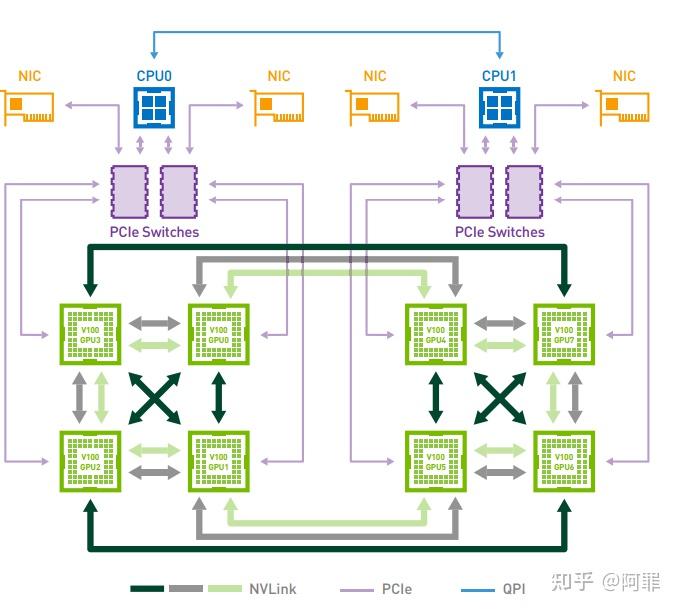 NIC
CPU0
NIC
NIC
CPU1
NIC
PCIe Switches
PCIe Switches
V100
GPU3
V100
GPU0
V100
GPU4
V100
GPU7
V100
GPU2
V100
GPU1
V100
GPU5
V100
GPU6
NVLink
PCIe
QPI
知乎 @阿罪